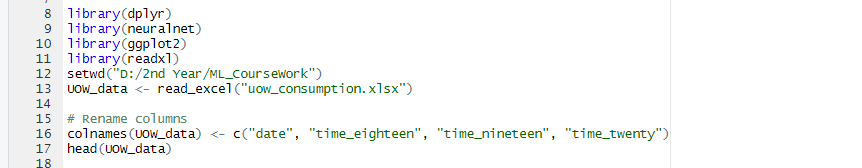 8 library(dplyr)
9 library(neuralnet)
10 library(ggplot2)
11 library(readxl)
12 setwd("D:/2nd Year/ML_CourseWork")
13 UOW_data <- read_excel("uow_consumption.xlsx")
14
15 # Rename columns
16 colnames(UOW_data) <- c("date", "time_eighteen", "time_nineteen", "time_twenty")
17 head(UOW_data)
18